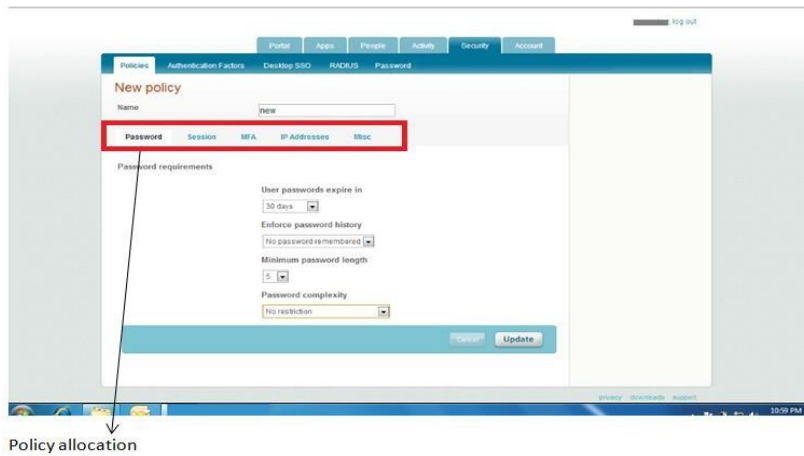 log out
Portal Apps People Activity Security Account
Policies Authentication Factors Desktop SSO RADIUS Password
New policy
Name new
Password Session MFA IP Addresses Misc
Password requirements
User passwords expire in
30 days
Enforce password history
No password remembered
Minimum password length
5
Password complexity
No restriction
Cancel Update
privacy downloads support
10:59 PM
Policy allocation